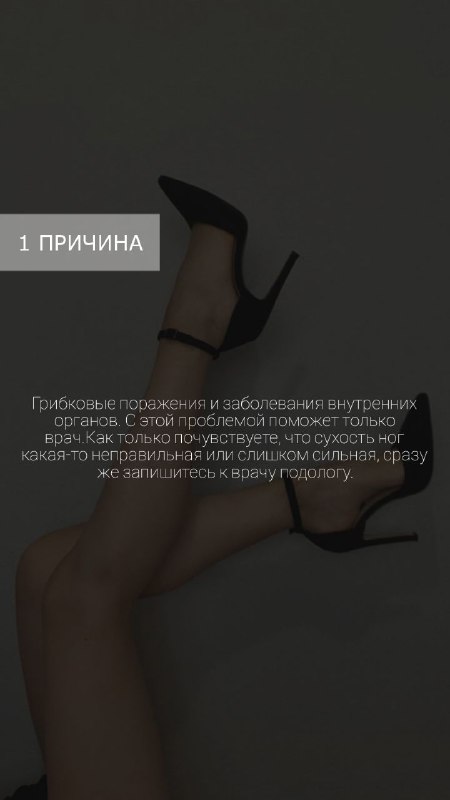 1 ПРИЧИНА
Грибковые поражения и заболевания внутренних
органов. С этой проблемой поможет только
врач.Как только почувствуете, что сухость ног
какая-то неправильная или слишком сильная, сразу
же запишитесь к врачу подологу.